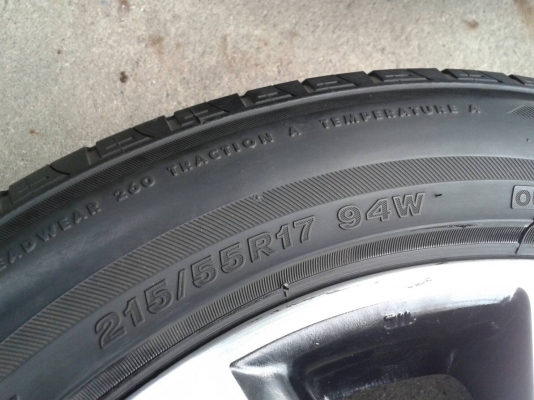 TREADWEAR 260 TRACTION A TEMPERATURE A
215/55R17 94W